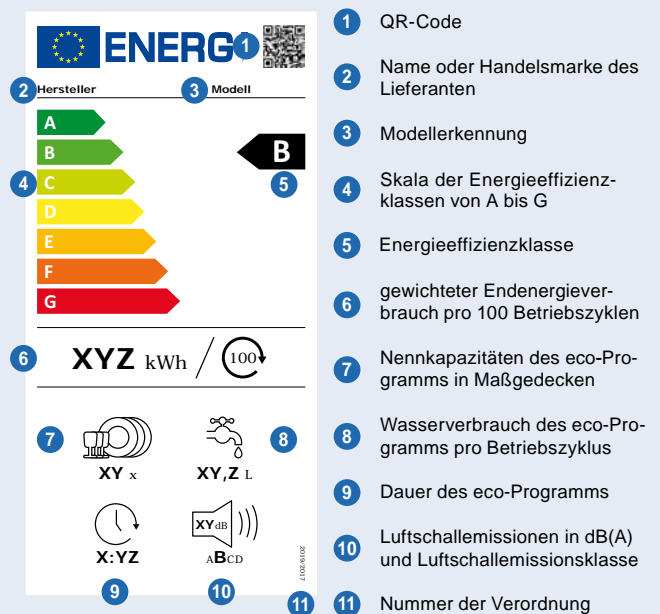 ENERG 1
2 Hersteller 3 Modell
A
B
B
4 C 5
D
E
F
G
6 XYZ kWh / 100
7 8
XY x XY,Z L
XY dB
X:YZ ABCD
2019/2017
9 10 11
1 QR-Code
2 Name oder Handelsmarke des
Lieferanten
3 Modellerkennung
4 Skala der Energieeffizienz-
klassen von A bis G
5 Energieeffizienzklasse
6 gewichteter Endenergiever-
brauch pro 100 Betriebszyklen
7 Nennkapazitäten des eco-Pro-
gramms in Maßgedecken
8 Wasserverbrauch des eco-Pro-
gramms pro Betriebszyklus
9 Dauer des eco-Programms
10 Luftschallemissionen in dB(A)
und Luftschallemissionsklasse
11 Nummer der Verordnung